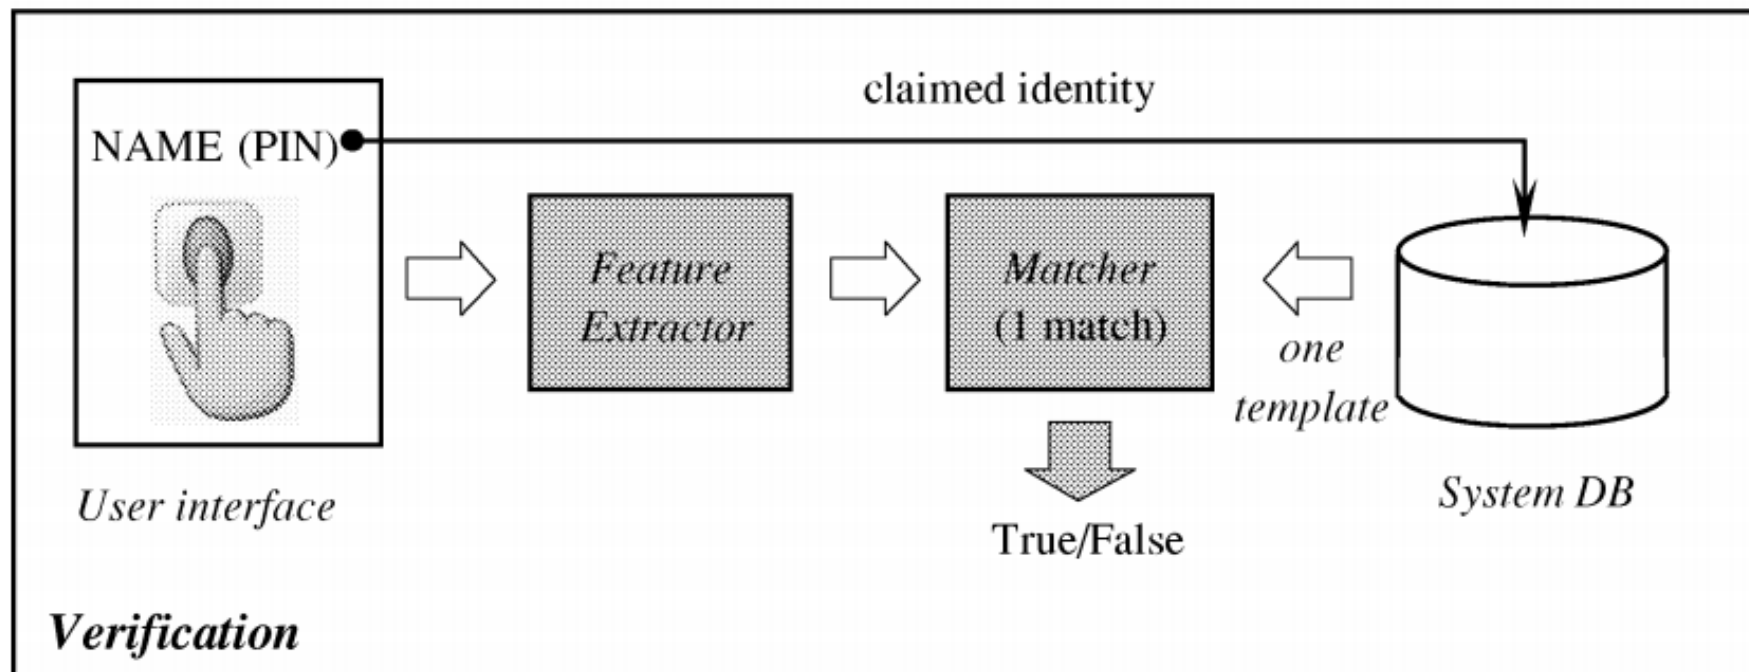 claimed identity
NAME (PIN)
Feature
Extractor
Matcher
(1 match)
one
template
User interface
System DB
True/False
Verification